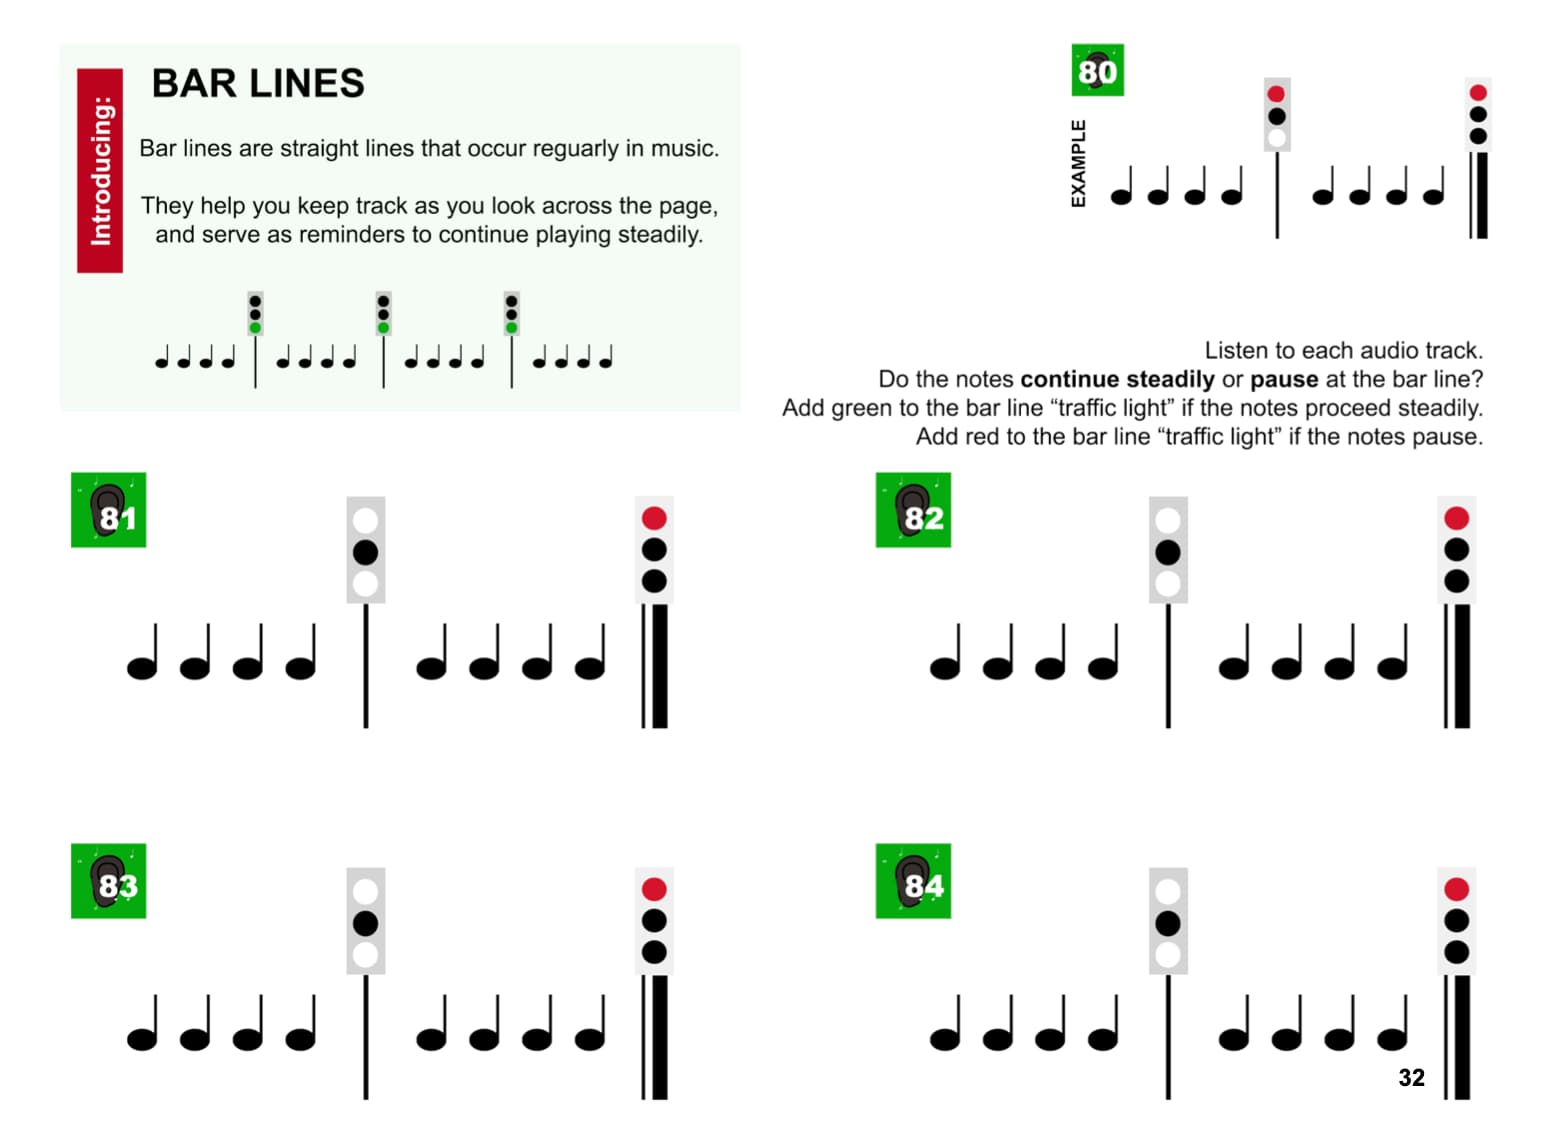 Introducing:
BAR LINES
Bar lines are straight lines that occur reguarly in music.
They help you keep track as you look across the page,
and serve as reminders to continue playing steadily.
80
EXAMPLE
Listen to each audio track.
Do the notes continue steadily or pause at the bar line?
Add green to the bar line “traffic light” if the notes proceed steadily.
Add red to the bar line “traffic light” if the notes pause.
81
82
83
84
32